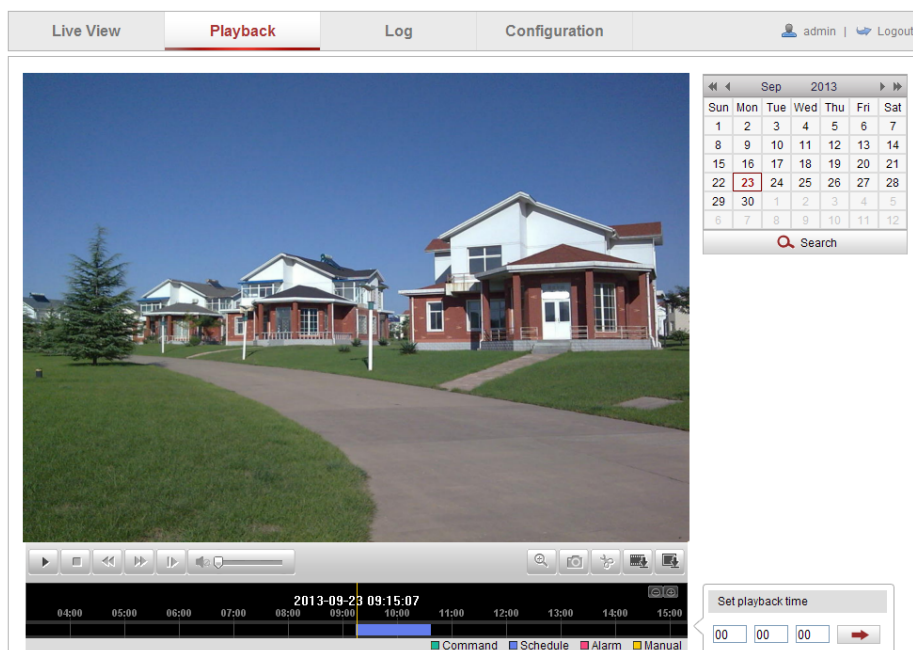 Live View Playback Log Configuration admin | Logout
Sep 2013
Sun Mon Tue Wed Thu Fri Sat
1 2 3 4 5 6 7
8 9 10 11 12 13 14
15 16 17 18 19 20 21
22 23 24 25 26 27 28
29 30 1 2 3 4 5
6 7 8 9 10 11 12
Search
2013-09-23 09:15:07
04:00 05:00 06:00 07:00 08:00 09:00 10:00 11:00 12:00 13:00 14:00 15:00
Command Schedule Alarm Manual
Set playback time
00 00 00